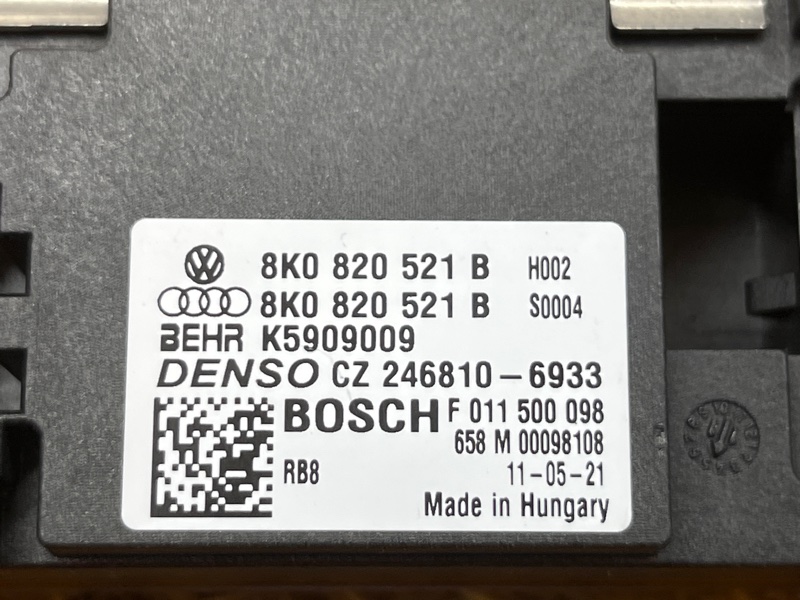 8K0 820 521 B H002
8K0 820 521 B S0004
BEHR K5909009
DENSO CZ 246810-6933
BOSCH F 011 500 098
658 M 00098108
RB8 11-05-21
Made in Hungary